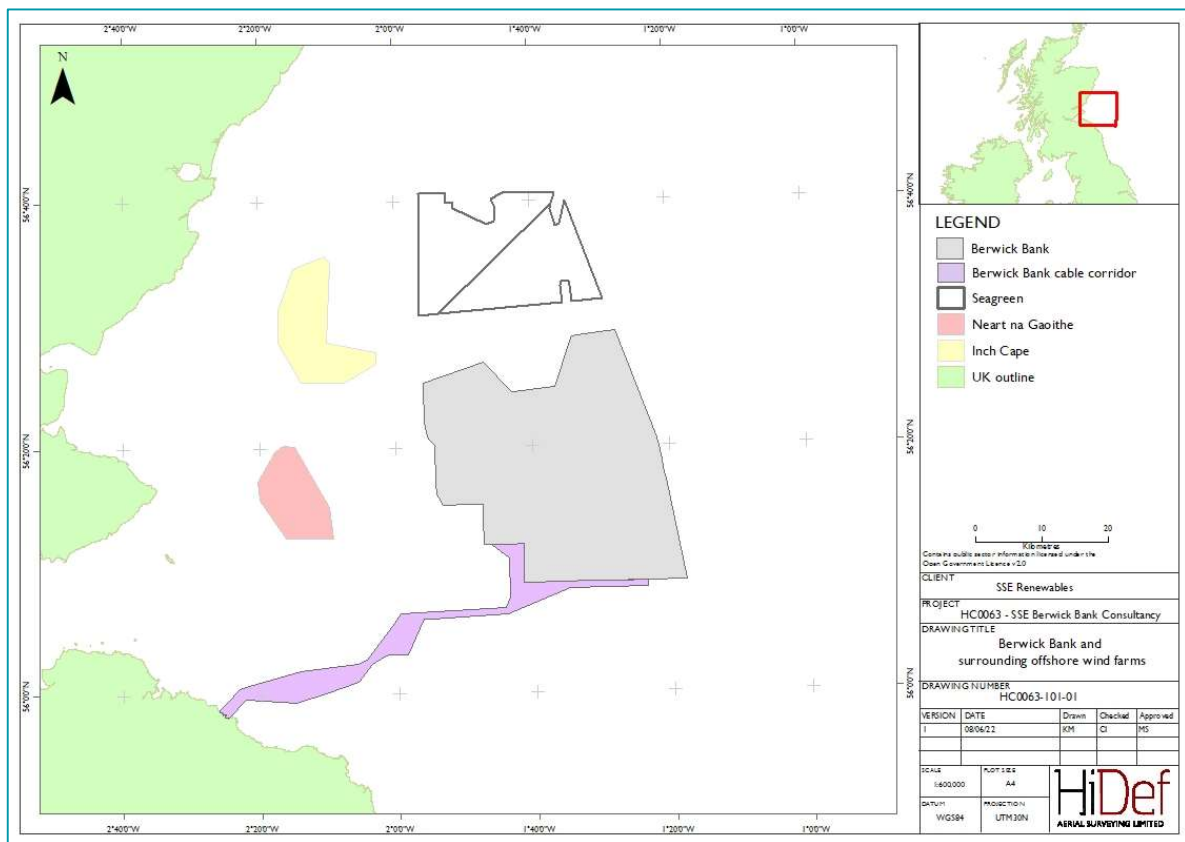 2°40'0"W 2°20'0"W 2°0'0"W 1°40'0"W 1°20'0"W 1°0'0"W
N
56°40'0"N
56°20'0"N
56°0'0"N
56°40'0"N
56°20'0"N
56°0'0"N
2°40'0"W 2°20'0"W 2°0'0"W 1°40'0"W 1°20'0"W 1°0'0"W
LEGEND
Berwick Bank
Berwick Bank cable corridor
Seagreen
Neart na Gaoithe
Inch Cape
UK outline
0 10 20
Kilometres
Contains public sector information licensed under the
Open Government Licence v2.0
CLIENT
SSE Renewables
PROJECT
HC0063 - SSE Berwick Bank Consultancy
DRAWING TITLE
Berwick Bank and
surrounding offshore wind farms
DRAWING NUMBER
HC0063-101-01
VERSION DATE Drawn Checked Approved
1 08/06/22 KM CI MS
SCALE PLOT SIZE
1:600,000 A4
DATUM PROJECTION
WGS84 UTM30N
HiDef
AERIAL SURVEYING LIMITED